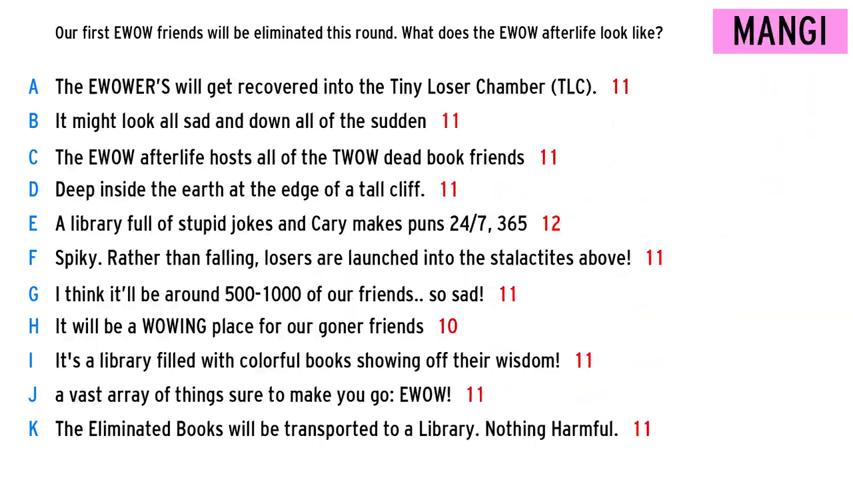 Our first EWOW friends will be eliminated this round. What does the EWOW afterlife look like?
MANGI
A The EWOWER'S will get recovered into the Tiny Loser Chamber (TLC). 11
B It might look all sad and down all of the sudden 11
C The EWOW afterlife hosts all of the TWOW dead book friends 11
D Deep inside the earth at the edge of a tall cliff. 11
E A library full of stupid jokes and Cary makes puns 24/7, 365 12
F Spiky. Rather than falling, losers are launched into the stalactites above! 11
G I think it'll be around 500-1000 of our friends.. so sad! 11
H It will be a WOWING place for our goner friends 10
I It's a library filled with colorful books showing off their wisdom! 11
J a vast array of things sure to make you go: EWOW! 11
K The Eliminated Books will be transported to a Library. Nothing Harmful. 11